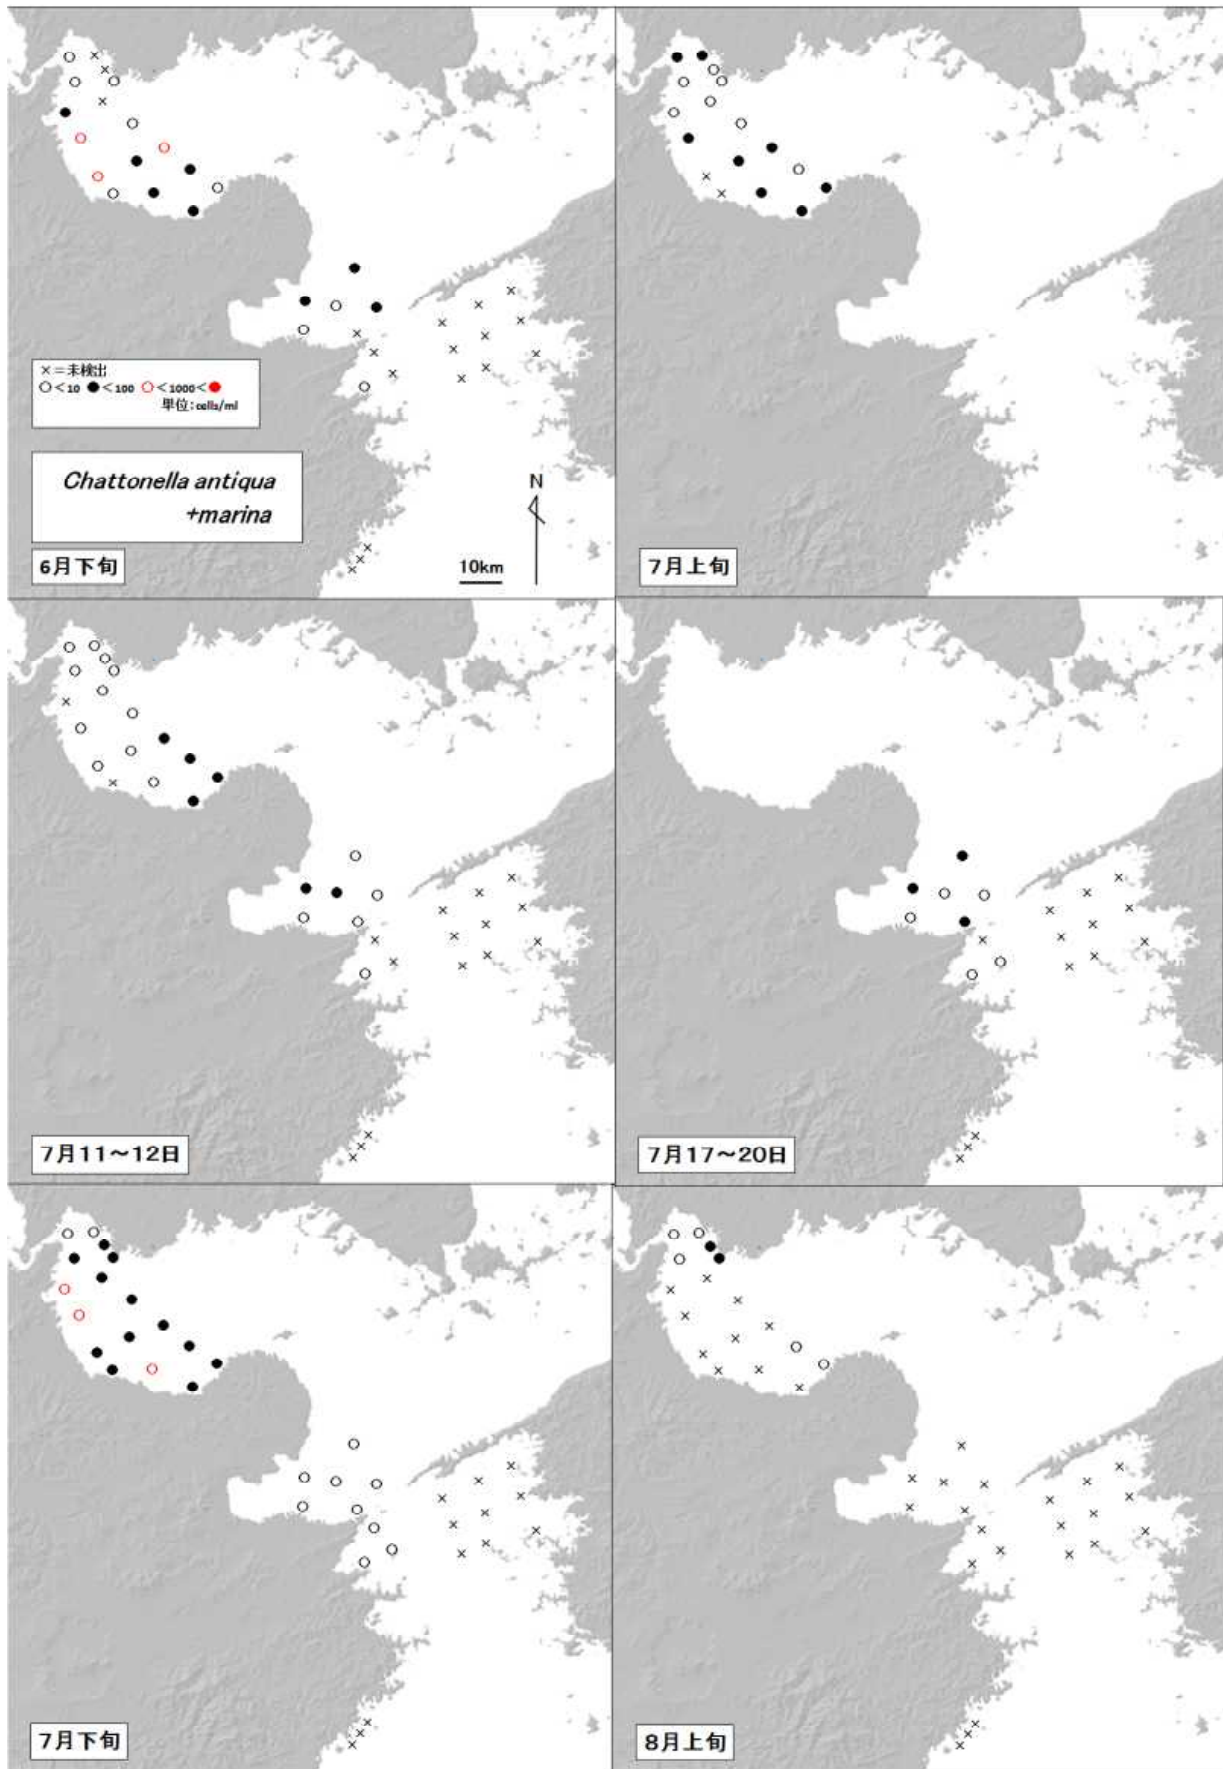 ×=未検出
○<10 ●<100 ○<1000<●
単位:cells/ml
Chattonella antiqua
+marina
N
10km
6月下旬
7月上旬
7月11~12日
7月17~20日
7月下旬
8月上旬